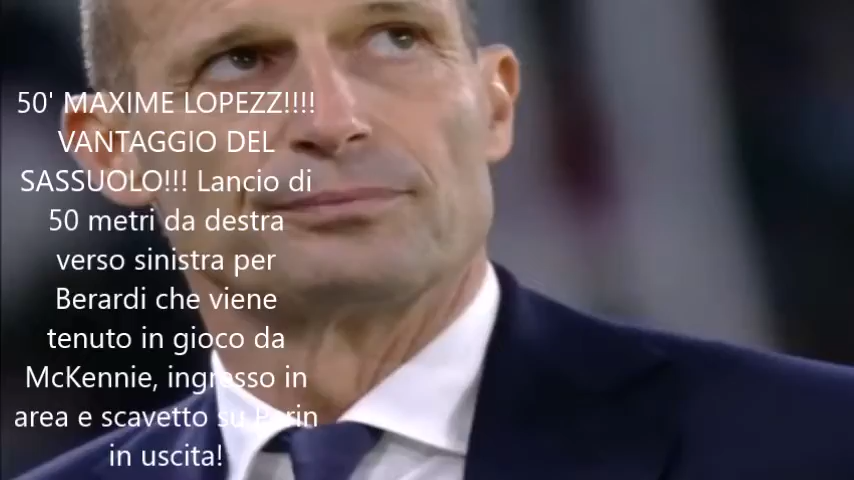 50' MAXIME LOPEZZ!!!!
VANTAGGIO DEL
SASSUOLO!!! Lancio di
50 metri da destra
verso sinistra per
Berardi che viene
tenuto in gioco da
McKennie, ingresso in
area e scavetto su Perin
in uscita!